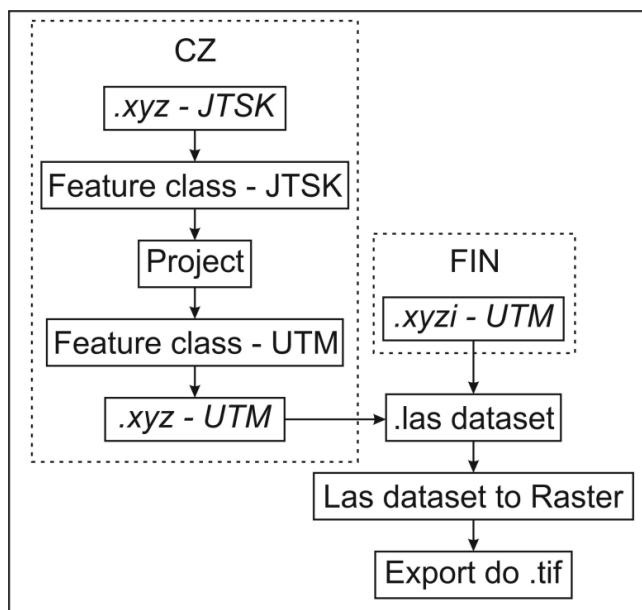 CZ
.xyz - JTSK
Feature class - JTSK
Project
Feature class - UTM
.xyz - UTM
FIN
.xyzi - UTM
.las dataset
Las dataset to Raster
Export do .tif